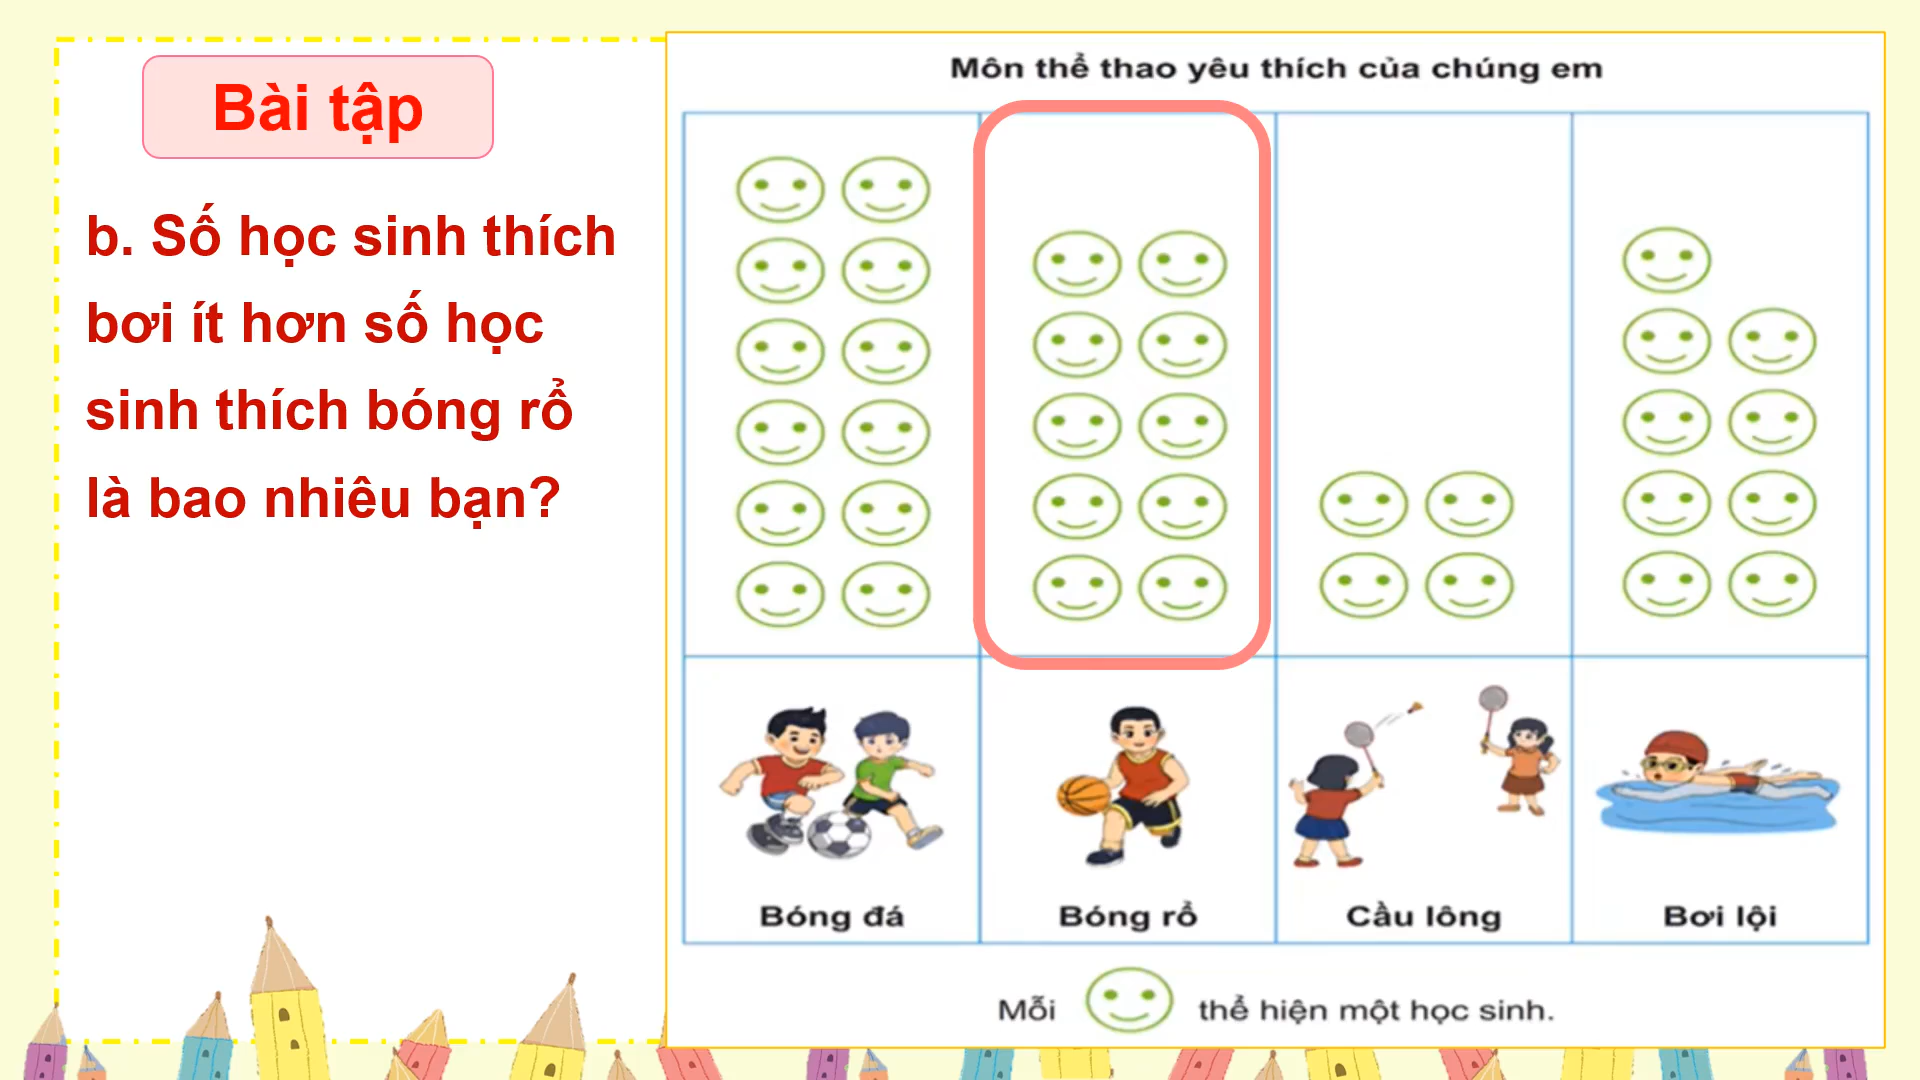 Bài tập
b. Số học sinh thích
bơi ít hơn số học
sinh thích bóng rổ
là bao nhiêu bạn?
Môn thể thao yêu thích của chúng em
Bóng đá
Bóng rổ
Cầu lông
Bơi lội
Mỗi thể hiện một học sinh.